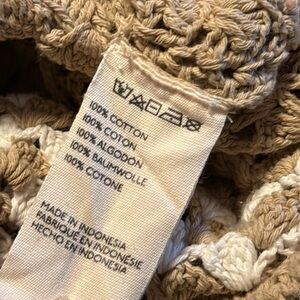 100% COTTON
100% COTON
100% ALGODON
100% BAUMWOLLE
100% COTONE
MADE IN INDONESIA
FABRIQUE EN INDONESIE
HECHO EN INDONESIA